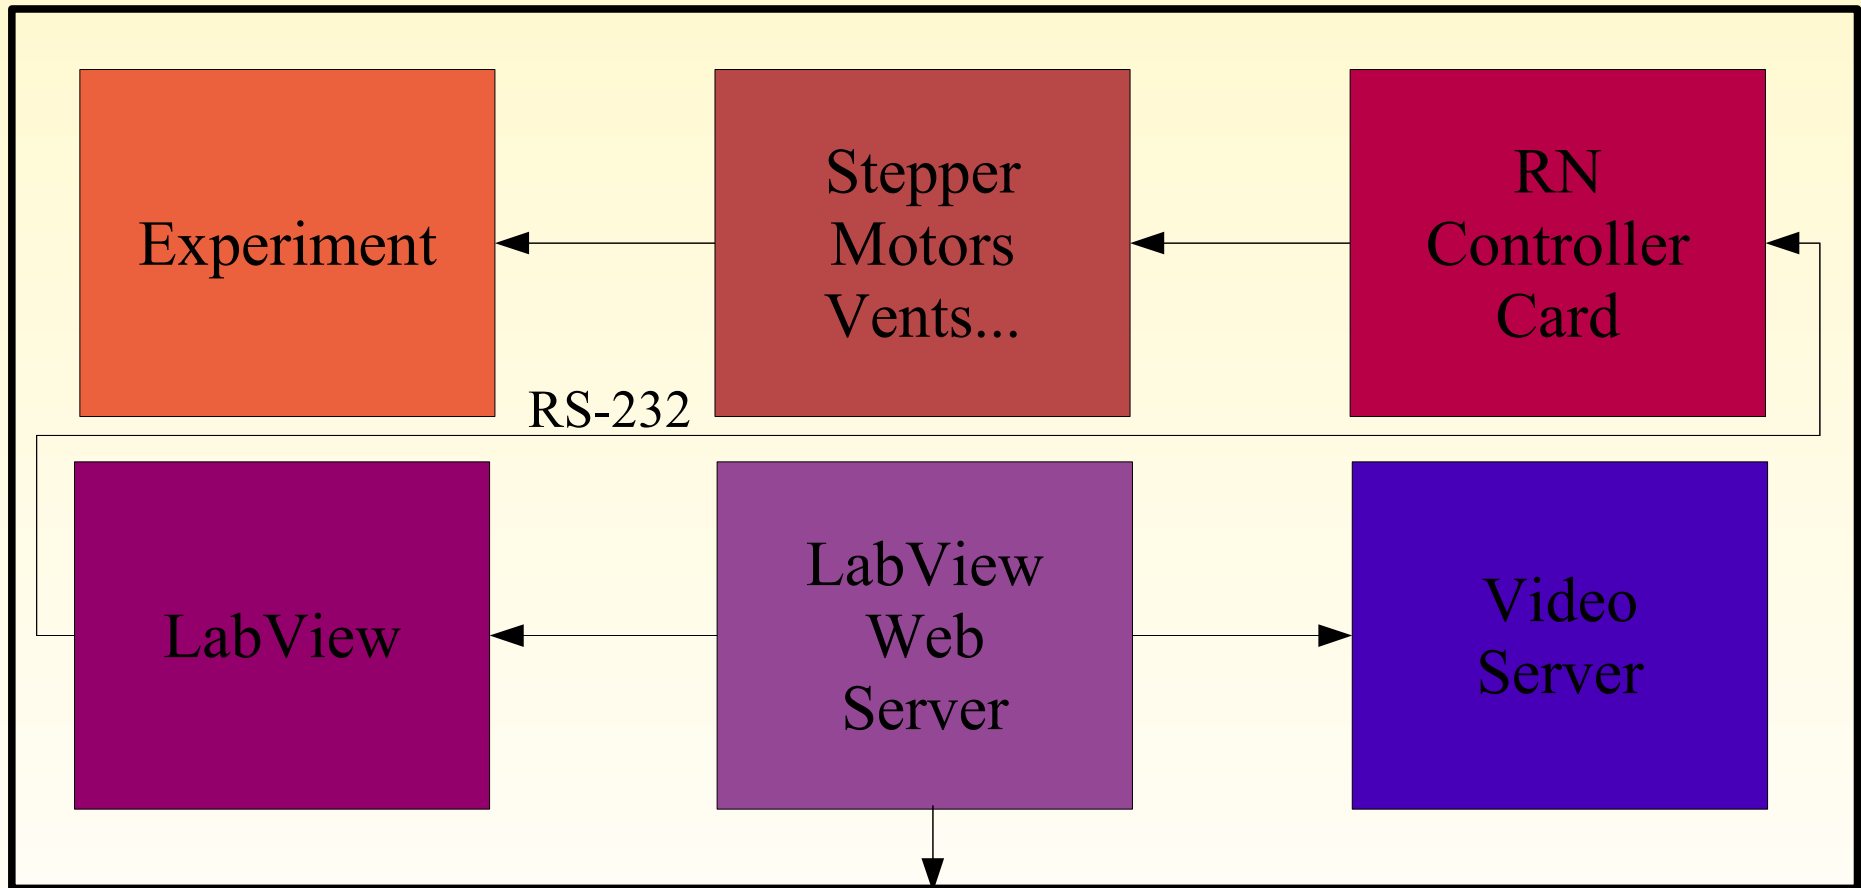 Experiment
Stepper
Motors
Vents...
RN
Controller
Card
RS-232
LabView
LabView
Web
Server
Video
Server